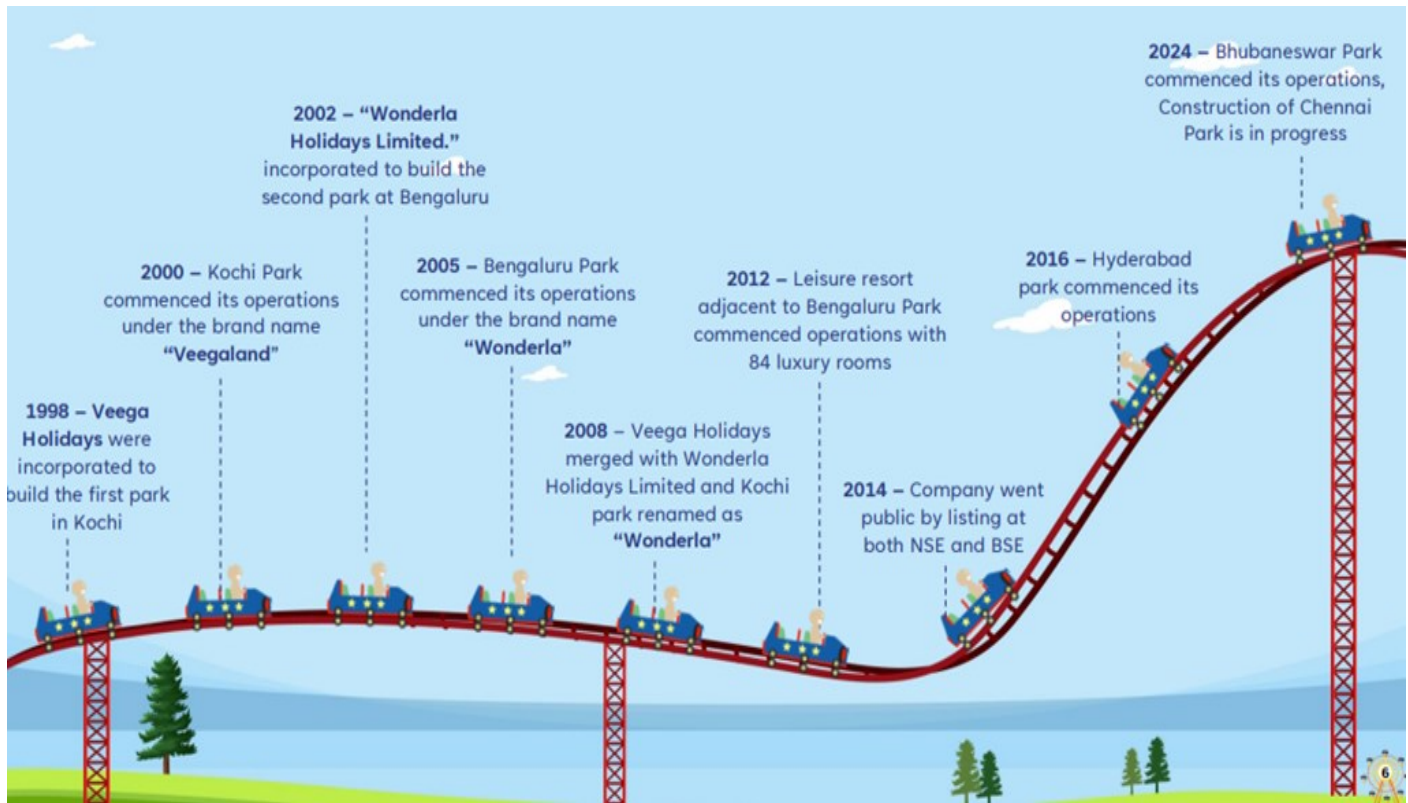 1998 – Veega
Holidays were
incorporated to
build the first park
in Kochi
2000 – Kochi Park
commenced its operations
under the brand name
“Veegaland”
2002 – “Wonderla
Holidays Limited.”
incorporated to build the
second park at Bengaluru
2005 – Bengaluru Park
commenced its operations
under the brand name
“Wonderla”
2008 – Veega Holidays
merged with Wonderla
Holidays Limited and Kochi
park renamed as
“Wonderla”
2012 – Leisure resort
adjacent to Bengaluru Park
commenced operations with
84 luxury rooms
2014 – Company went
public by listing at
both NSE and BSE
2016 – Hyderabad
park commenced its
operations
2024 – Bhubaneswar Park
commenced its operations,
Construction of Chennai
Park is in progress
6